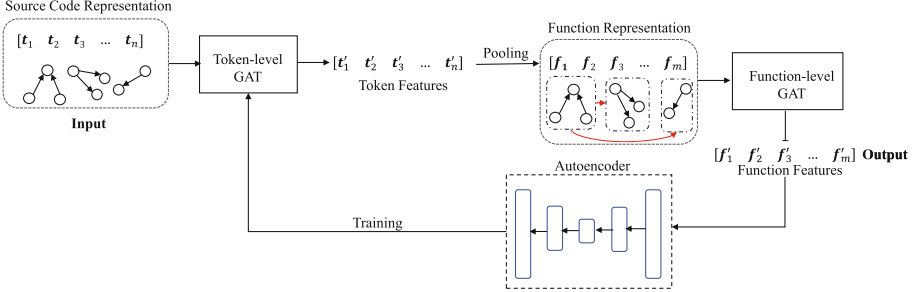 Source Code Representation
[t₁ t₂ t₃ ... tₙ]
Input
Token-level
GAT
[t′₁ t′₂ t′₃ ... t′ₙ]
Token Features
Pooling
Function Representation
[f₁ f₂ f₃ ... fₘ]
Function-level
GAT
[f′₁ f′₂ f′₃ ... f′ₘ] Output
Function Features
Autoencoder
Training